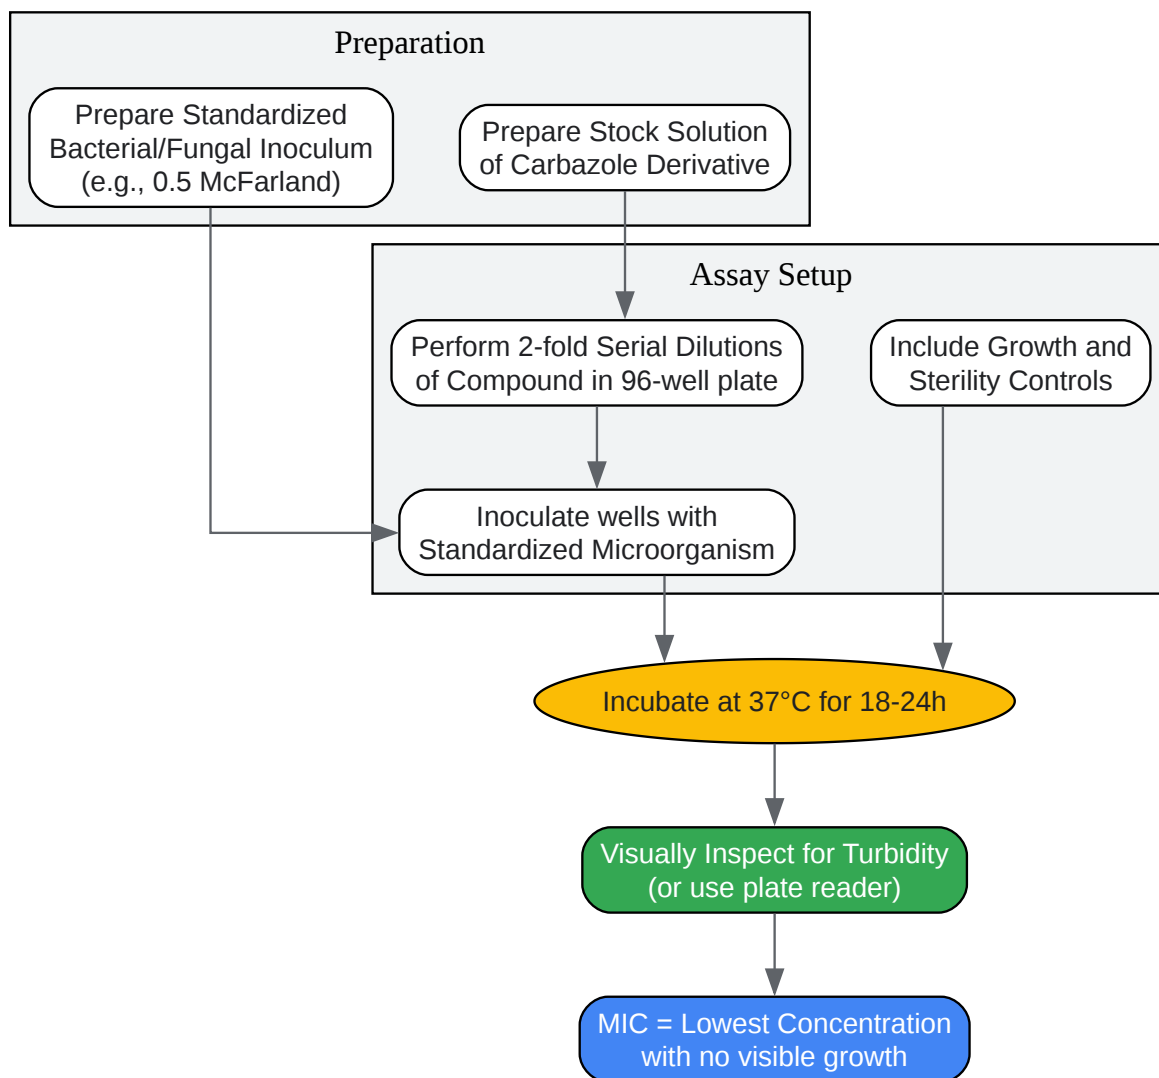 Preparation
Prepare Standardized
Bacterial/Fungal Inoculum
(e.g., 0.5 McFarland)
Prepare Stock Solution
of Carbazole Derivative
Assay Setup
Perform 2-fold Serial Dilutions
of Compound in 96-well plate
Include Growth and
Sterility Controls
Inoculate wells with
Standardized Microorganism
Incubate at 37°C for 18-24h
Visually Inspect for Turbidity
(or use plate reader)
MIC = Lowest Concentration
with no visible growth